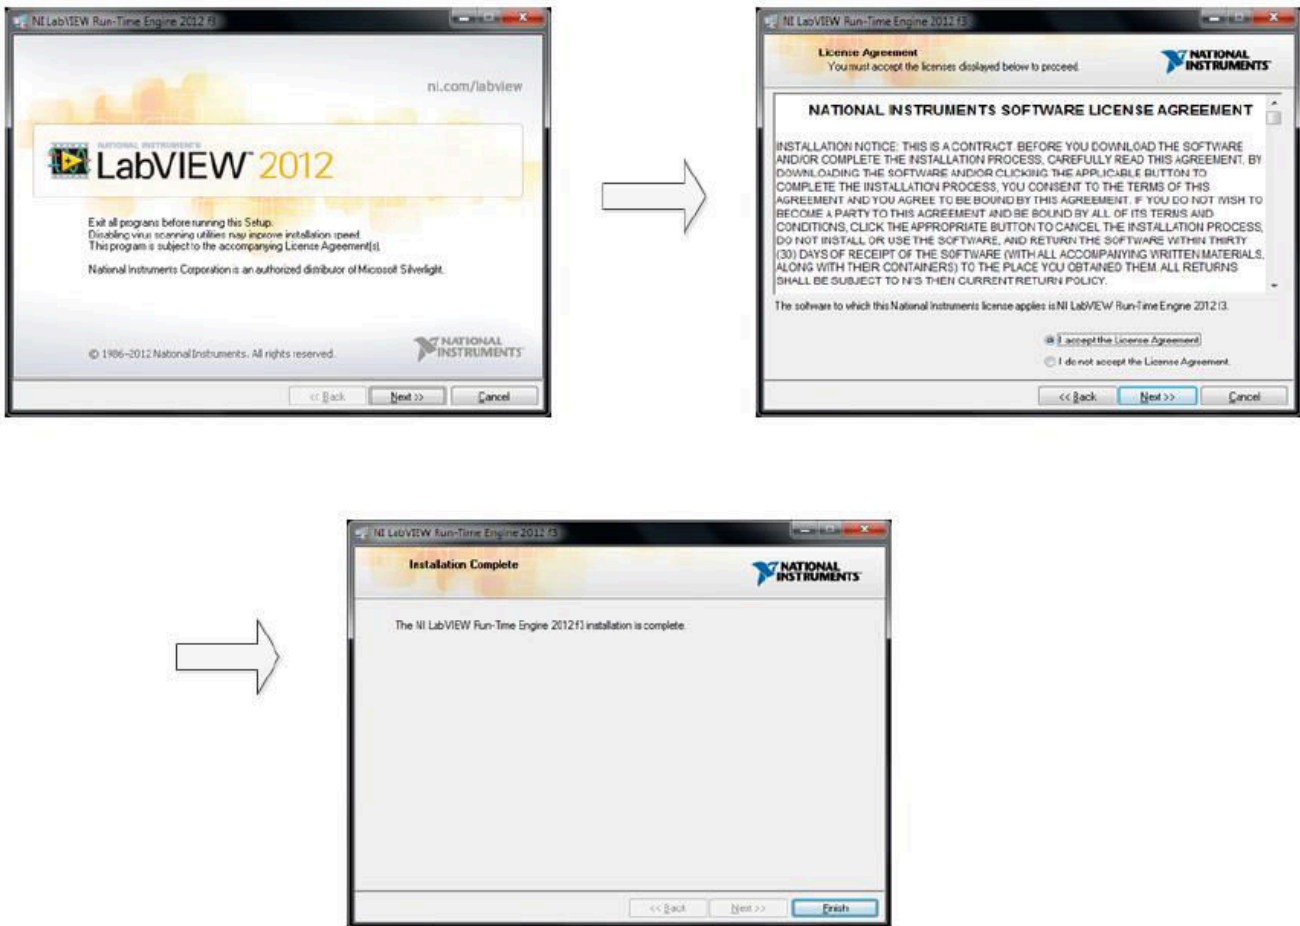 NI LabVIEW Run-Time Engine 2012 f3
ni.com/labview
NATIONAL INSTRUMENTS
LabVIEW™ 2012
Exit all programs before running this Setup.
Disabling virus scanning utilities may improve installation speed.
This program is subject to the accompanying License Agreement(s).
National Instruments Corporation is an authorized distributor of Microsoft Silverlight.
© 1986–2012 National Instruments. All rights reserved.
NATIONAL
INSTRUMENTS
<< Back
Next >>
Cancel
NI LabVIEW Run-Time Engine 2012 f3
License Agreement
You must accept the licenses displayed below to proceed.
NATIONAL
INSTRUMENTS
NATIONAL INSTRUMENTS SOFTWARE LICENSE AGREEMENT
INSTALLATION NOTICE: THIS IS A CONTRACT. BEFORE YOU DOWNLOAD THE SOFTWARE
AND/OR COMPLETE THE INSTALLATION PROCESS, CAREFULLY READ THIS AGREEMENT. BY
DOWNLOADING THE SOFTWARE AND/OR CLICKING THE APPLICABLE BUTTON TO
COMPLETE THE INSTALLATION PROCESS, YOU CONSENT TO THE TERMS OF THIS
AGREEMENT AND YOU AGREE TO BE BOUND BY THIS AGREEMENT. IF YOU DO NOT WISH TO
BECOME A PARTY TO THIS AGREEMENT AND BE BOUND BY ALL OF ITS TERMS AND
CONDITIONS, CLICK THE APPROPRIATE BUTTON TO CANCEL THE INSTALLATION PROCESS,
DO NOT INSTALL OR USE THE SOFTWARE, AND RETURN THE SOFTWARE WITHIN THIRTY
(30) DAYS OF RECEIPT OF THE SOFTWARE (WITH ALL ACCOMPANYING WRITTEN MATERIALS,
ALONG WITH THEIR CONTAINERS) TO THE PLACE YOU OBTAINED THEM. ALL RETURNS
SHALL BE SUBJECT TO NI'S THEN CURRENT RETURN POLICY.
The software to which this National Instruments license applies is NI LabVIEW Run-Time Engine 2012 f3.
I accept the License Agreement.
I do not accept the License Agreement.
<< Back
Next >>
Cancel
NI LabVIEW Run-Time Engine 2012 f3
Installation Complete
NATIONAL
INSTRUMENTS
The NI LabVIEW Run-Time Engine 2012 f3 installation is complete.
<< Back
Next >>
Finish